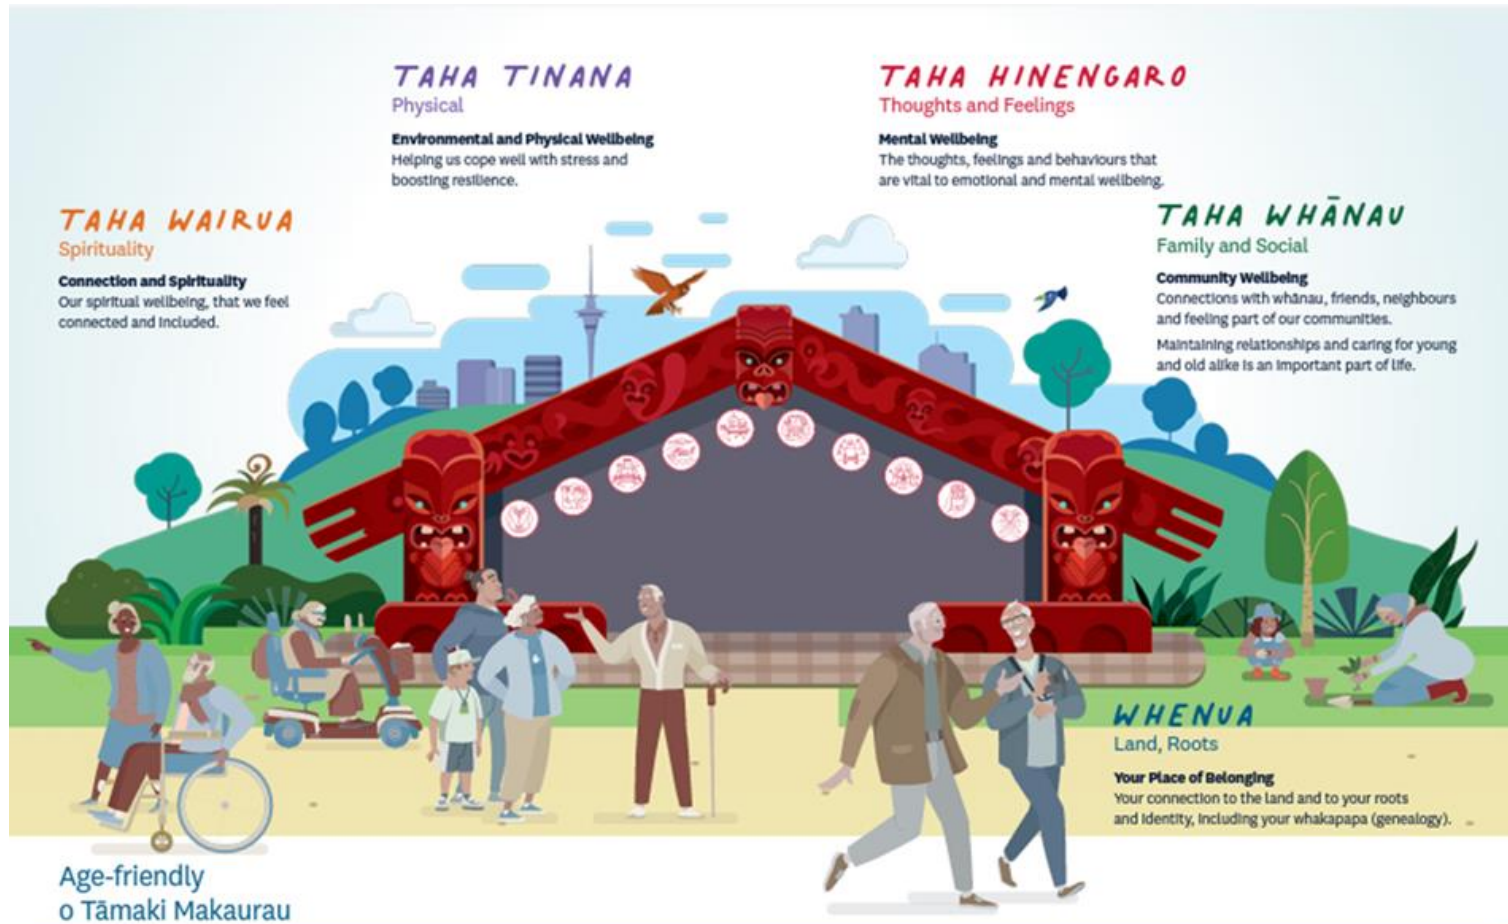 TAHA TINANA
Physical
Environmental and Physical Wellbeing
Helping us cope well with stress and
boosting resilience.
TAHA HINENGARO
Thoughts and Feelings
Mental Wellbeing
The thoughts, feelings and behaviours that
are vital to emotional and mental wellbeing.
TAHA WAIRUA
Spirituality
Connection and Spirituality
Our spiritual wellbeing, that we feel
connected and included.
TAHA WHĀNAU
Family and Social
Community Wellbeing
Connections with whānau, friends, neighbours
and feeling part of our communities.
Maintaining relationships and caring for young
and old alike is an important part of life.
WHENUA
Land, Roots
Your Place of Belonging
Your connection to the land and to your roots
and identity, including your whakapapa (genealogy).
Age-friendly
o Tāmaki Makaurau